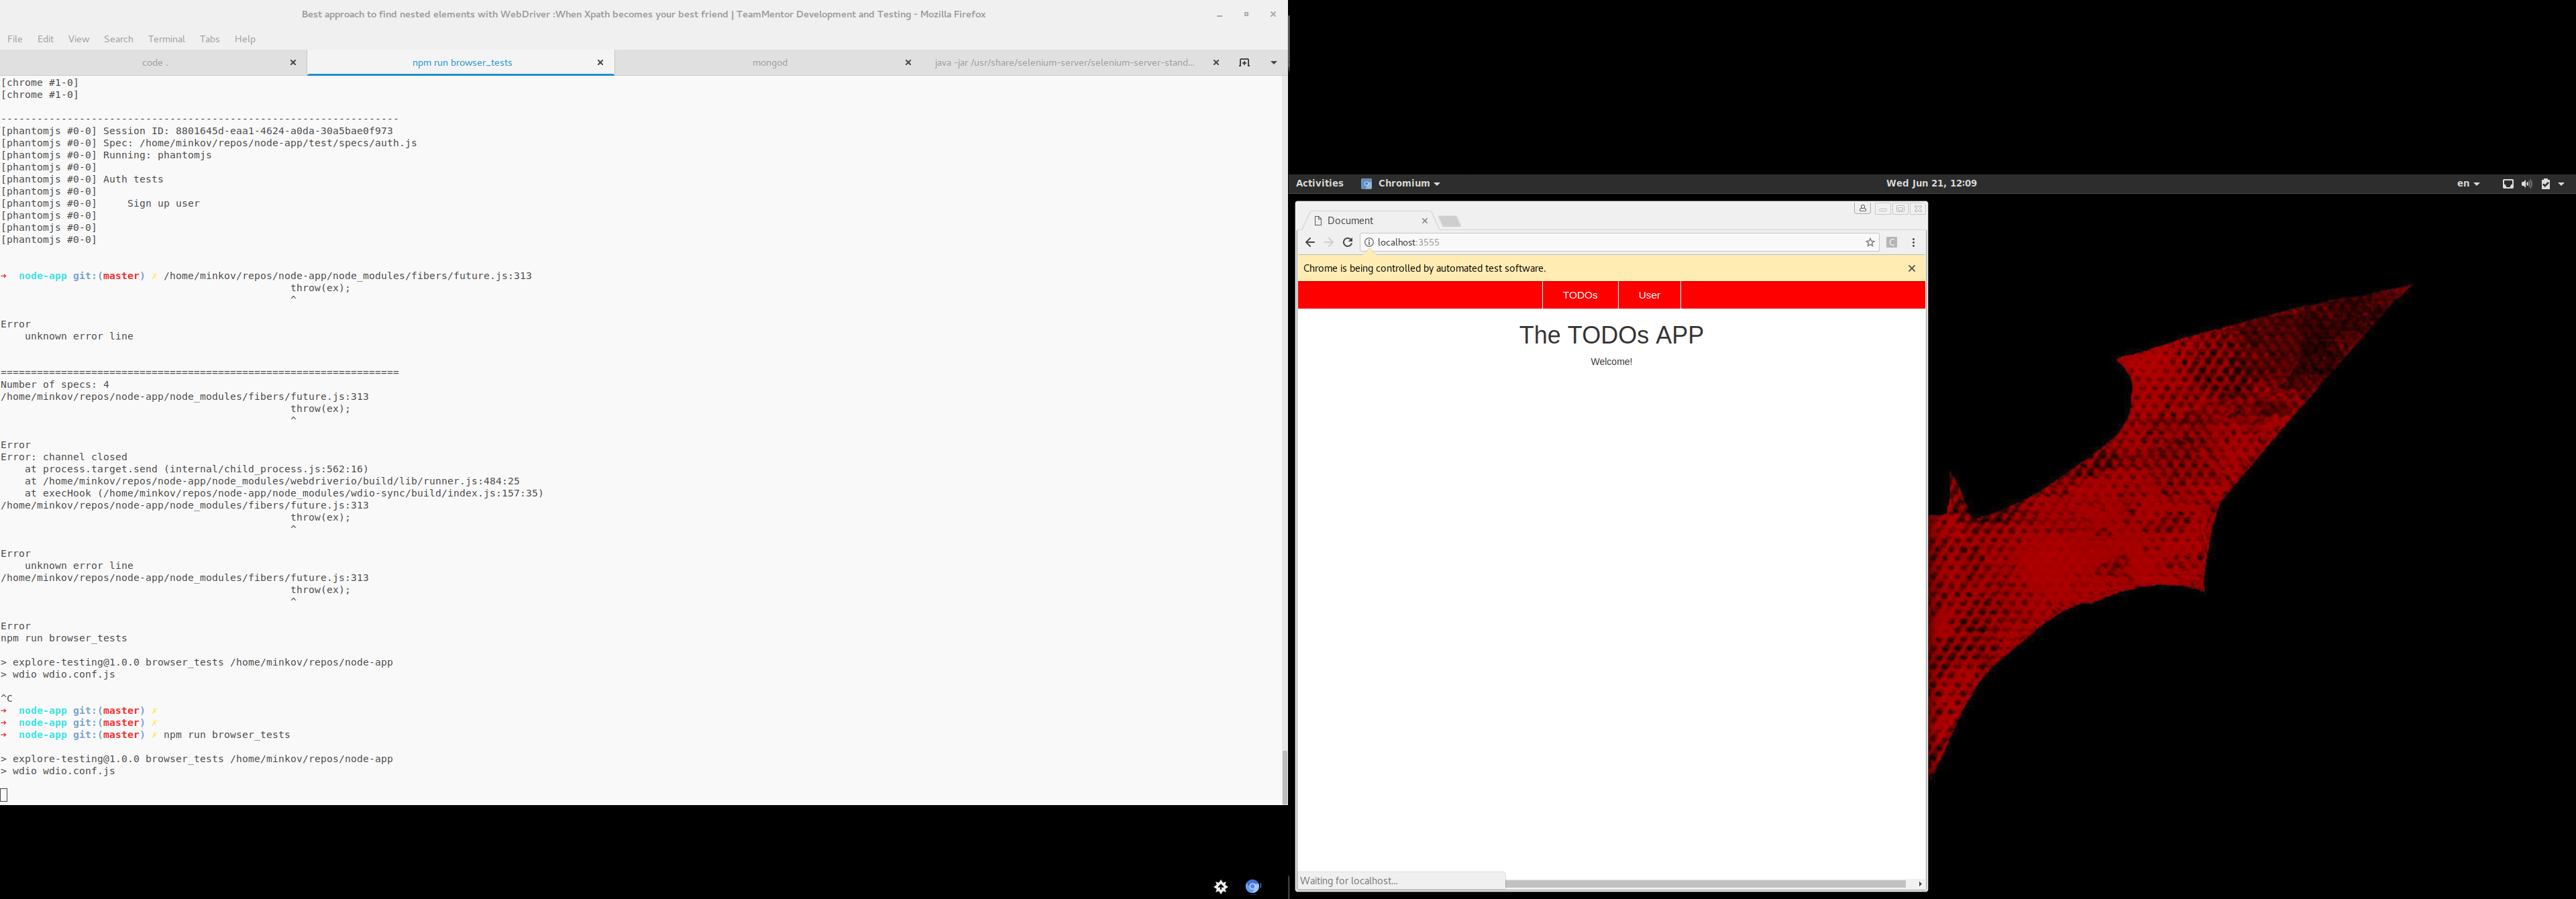 Best approach to find nested elements with WebDriver :When Xpath becomes your best friend | TeamMentor Development and Testing - Mozilla Firefox
File Edit View Search Terminal Tabs Help
code . npm run browser_tests mongod java -jar /usr/share/selenium-server/selenium-server-stand...
[chrome #1-0]
[chrome #1-0]
------------------------------------------------------------------
[phantomjs #0-0] Session ID: 8801645d-eaa1-4624-a0da-30a5bae0f973
[phantomjs #0-0] Spec: /home/minkov/repos/node-app/test/specs/auth.js
[phantomjs #0-0] Running: phantomjs
[phantomjs #0-0]
[phantomjs #0-0] Auth tests
[phantomjs #0-0]
[phantomjs #0-0]     Sign up user
[phantomjs #0-0]
[phantomjs #0-0]
[phantomjs #0-0]
➜  node-app git:(master) ✗ /home/minkov/repos/node-app/node_modules/fibers/future.js:313
throw(ex);
^
Error
unknown error line
==================================================================
Number of specs: 4
/home/minkov/repos/node-app/node_modules/fibers/future.js:313
throw(ex);
^
Error
Error: channel closed
at process.target.send (internal/child_process.js:562:16)
at /home/minkov/repos/node-app/node_modules/webdriverio/build/lib/runner.js:484:25
at execHook (/home/minkov/repos/node-app/node_modules/wdio-sync/build/index.js:157:35)
/home/minkov/repos/node-app/node_modules/fibers/future.js:313
throw(ex);
^
Error
unknown error line
/home/minkov/repos/node-app/node_modules/fibers/future.js:313
throw(ex);
^
Error
npm run browser_tests
> explore-testing@1.0.0 browser_tests /home/minkov/repos/node-app
> wdio wdio.conf.js
^C
➜  node-app git:(master) ✗
➜  node-app git:(master) ✗
➜  node-app git:(master) ✗ npm run browser_tests
> explore-testing@1.0.0 browser_tests /home/minkov/repos/node-app
> wdio wdio.conf.js
Activities Chromium Wed Jun 21, 12:09 en
Document
localhost:3555
Chrome is being controlled by automated test software.
TODOs User
The TODOs APP
Welcome!
Waiting for localhost...